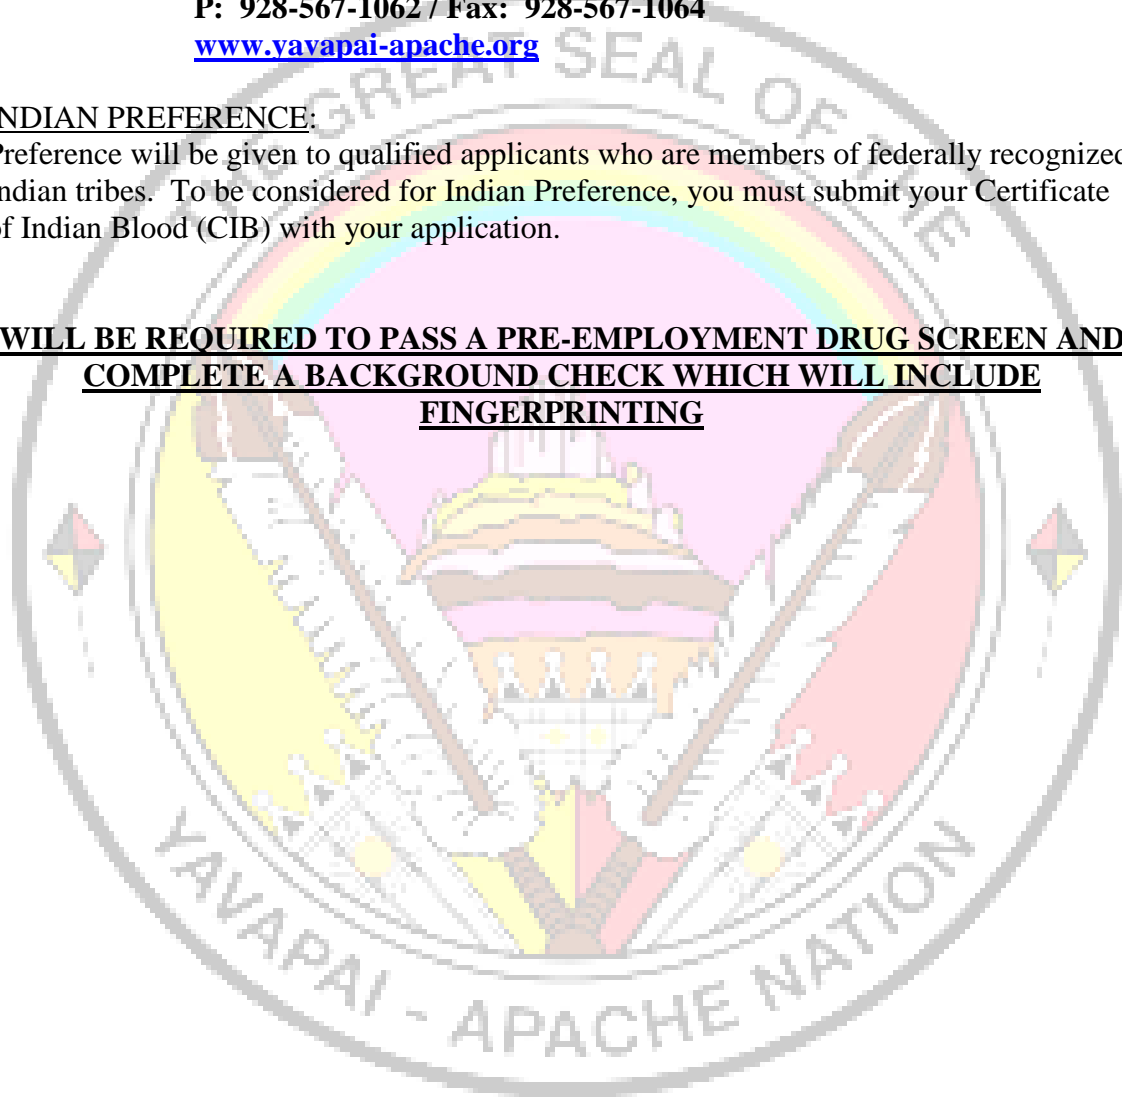 P: 928-567-1062 / Fax: 928-567-1064
www.yavapai-apache.org
NDIAN PREFERENCE:
Preference will be given to qualified applicants who are members of federally recognized
ndian tribes. To be considered for Indian Preference, you must submit your Certificate
of Indian Blood (CIB) with your application.
WILL BE REQUIRED TO PASS A PRE-EMPLOYMENT DRUG SCREEN AND
COMPLETE A BACKGROUND CHECK WHICH WILL INCLUDE
FINGERPRINTING
THE GREAT SEAL OF THE
YAVAPAI - APACHE NATION